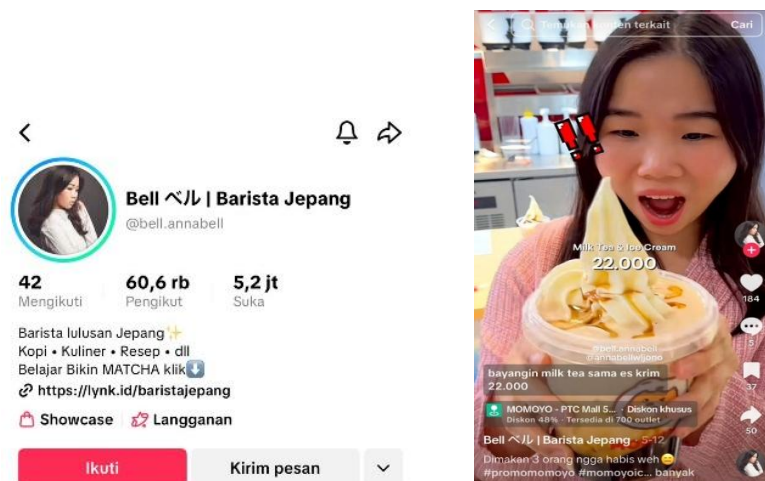 Bell ベル | Barista Jepang
@bell.annabell
42
60,6 rb
5,2 jt
Mengikuti
Pengikut
Suka
Barista lulusan Jepang✨
Kopi • Kuliner • Resep • dll
Belajar Bikin MATCHA klik⬇️
https://lynk.id/baristajepang
Showcase
Langganan
Ikuti
Kirim pesan
Temukan konten terkait
Cari
!!
Milk Tea & Ice Cream
22.000
@bell.annabell
@annabellwijono
184
5
bayangin milk tea sama es krim
22.000
37
MOMOYO - PTC Mall S... · Diskon khusus
Diskon 48% · Tersedia di 700 outlet
50
Bell ベル | Barista Jepang · 5-12
Dimakan 3 orang ngga habis weh😄
#promomomoyo #momoyoic... banyak